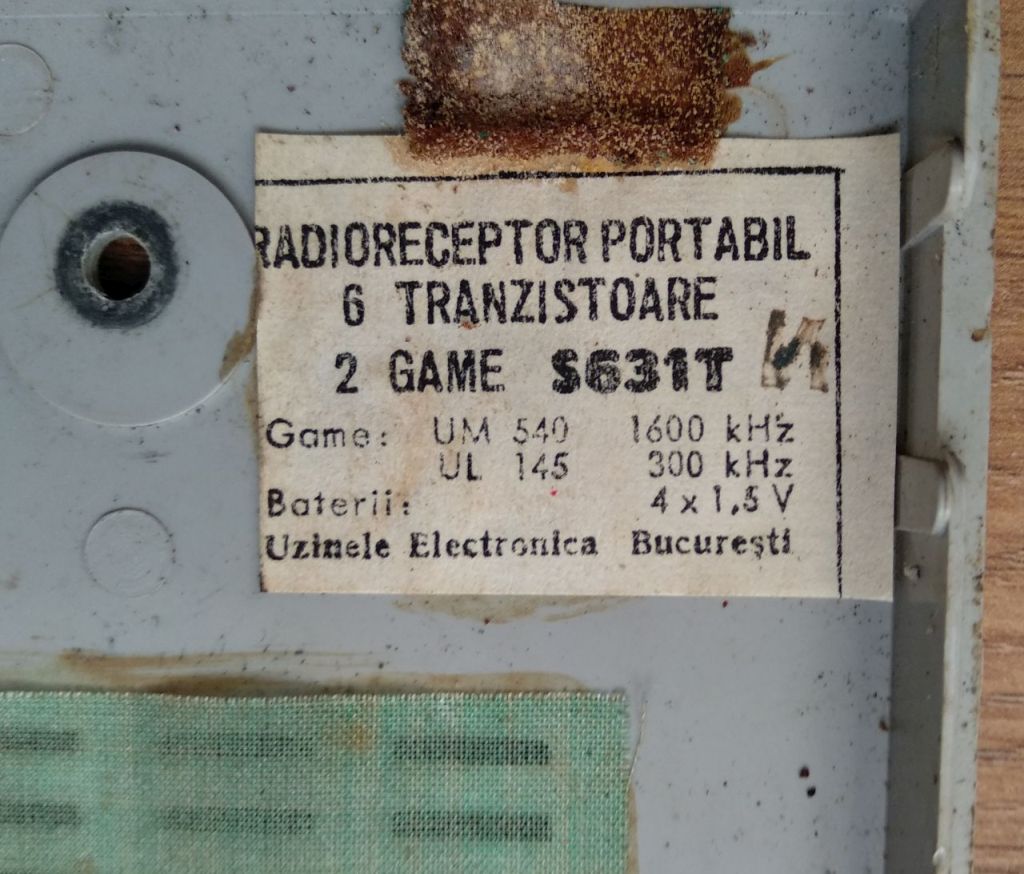 RADIORECEPTOR PORTABIL
6 TRANZISTOARE
2 GAME S631T
Game: UM 540 1600 kHz
UL 145 300 kHz
Baterii: 4 x 1,5 V
Uzinele Electronica București